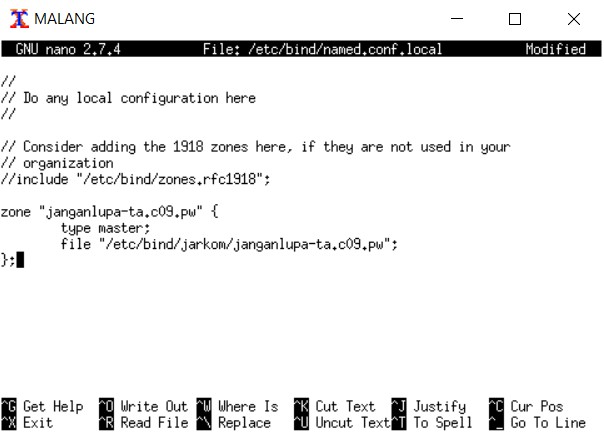 MALANG
GNU nano 2.7.4 File: /etc/bind/named.conf.local Modified
//
// Do any local configuration here
//
// Consider adding the 1918 zones here, if they are not used in your
// organization
//include "/etc/bind/zones.rfc1918";
zone "janganlupa-ta.c09.pw" {
type master;
file "/etc/bind/jarkom/janganlupa-ta.c09.pw";
};
^G Get Help ^O Write Out ^W Where Is ^K Cut Text ^J Justify ^C Cur Pos
^X Exit ^R Read File ^\ Replace ^U Uncut Text ^T To Spell ^_ Go To Line